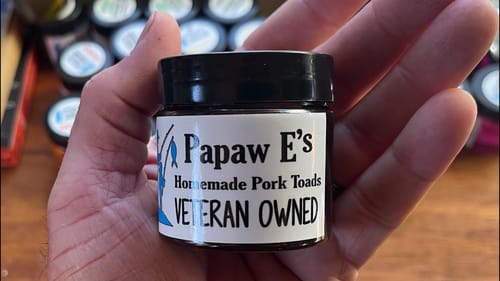 Papaw E's
Homemade Pork Toads
VETERAN OWNED